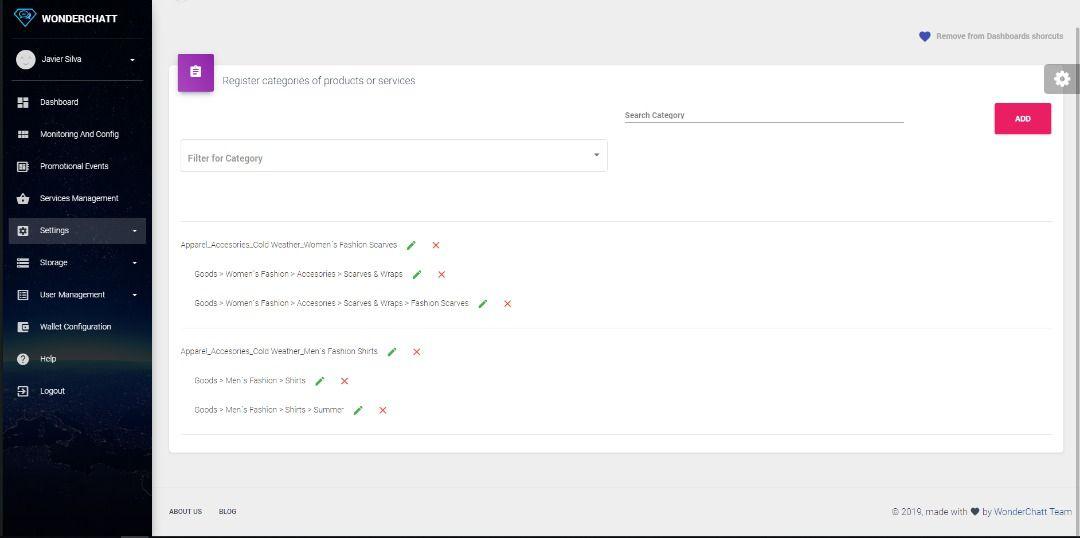 WONDERCHATT
Javier Silva
Dashboard
Monitoring And Config
Promotional Events
Services Management
Settings
Storage
User Management
Wallet Configuration
Help
Logout
Remove from Dashboards shorcuts
Register categories of products or services
Search Category
ADD
Filter for Category
Apparel_Accesories_Cold Weather_Women´s Fashion Scarves
Goods > Women´s Fashion > Accesories > Scarves & Wraps
Goods > Women´s Fashion > Accesories > Scarves & Wraps > Fashion Scarves
Apparel_Accesories_Cold Weather_Men´s Fashion Shirts
Goods > Men´s Fashion > Shirts
Goods > Men´s Fashion > Shirts > Summer
ABOUT US BLOG
© 2019, made with by WonderChatt Team